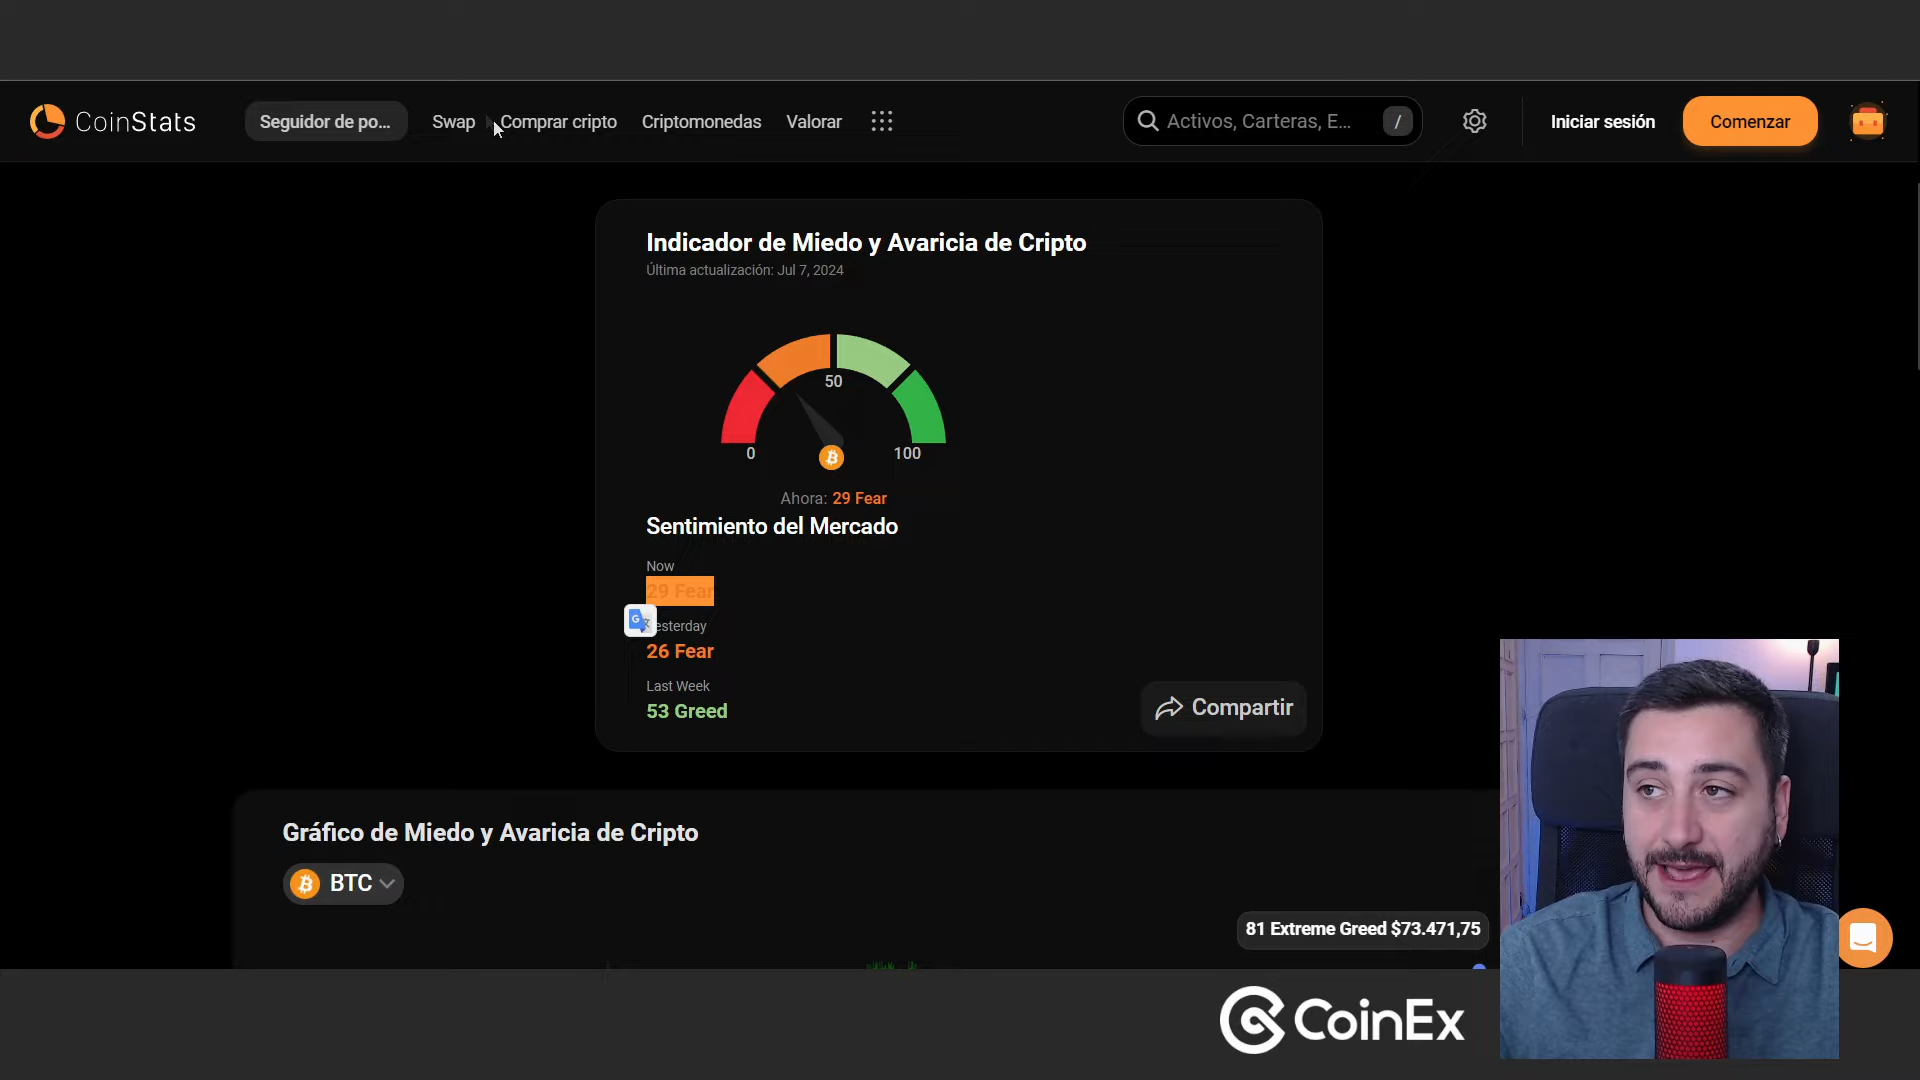 CoinStats
Seguidor de po...
Swap
Comprar cripto
Criptomonedas
Valorar
Activos, Carteras, E...
/
Iniciar sesión
Comenzar
Indicador de Miedo y Avaricia de Cripto
Última actualización: Jul 7, 2024
50
0
100
Ahora: 29 Fear
Sentimiento del Mercado
Now
29 Fear
esterday
26 Fear
Last Week
53 Greed
Compartir
Gráfico de Miedo y Avaricia de Cripto
BTC
81 Extreme Greed $73.471,75
CoinEx